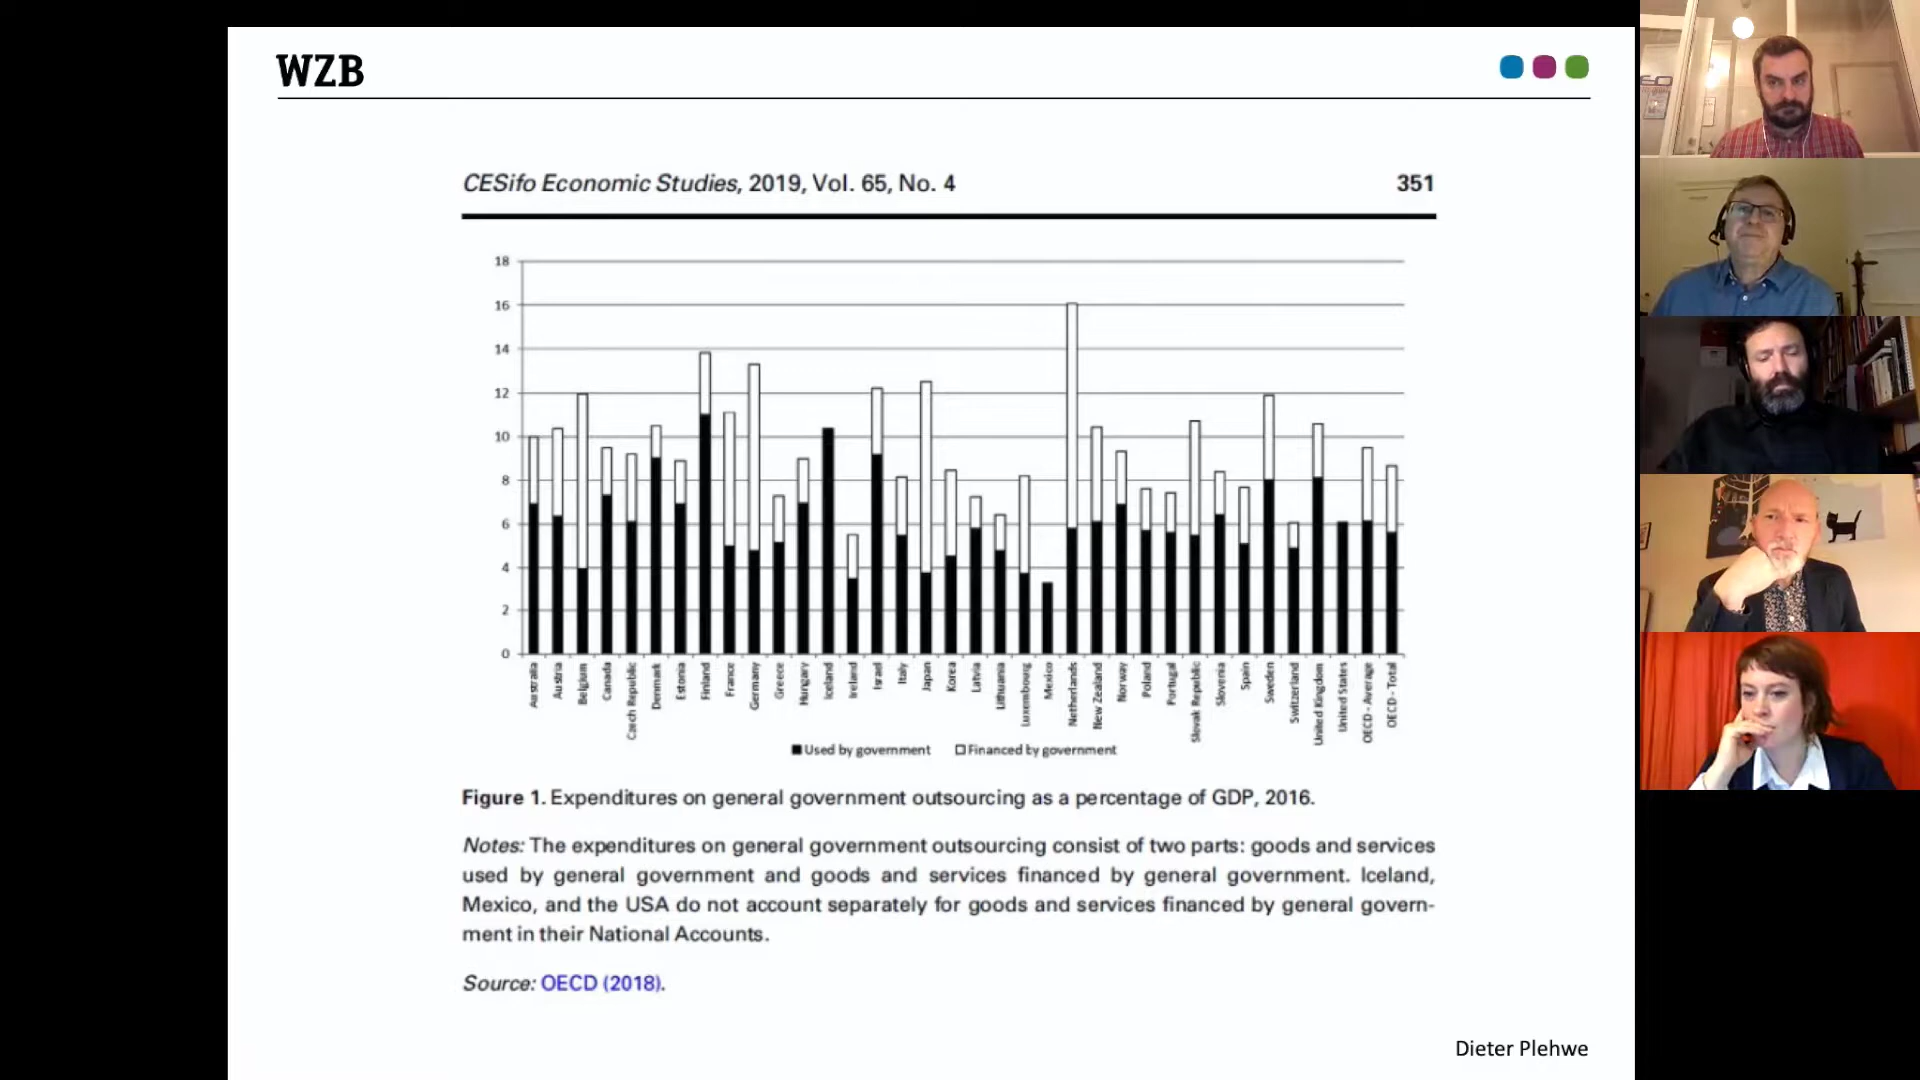 WZB
CESifo Economic Studies, 2019, Vol. 65, No. 4 351
18
16
14
12
10
8
6
4
2
0
Australia
Austria
Belgium
Canada
Czech Republic
Denmark
Estonia
Finland
France
Germany
Greece
Hungary
Iceland
Ireland
Israel
Italy
Japan
Korea
Latvia
Lithuania
Luxembourg
Mexico
Netherlands
New Zealand
Norway
Poland
Portugal
Slovak Republic
Slovenia
Spain
Sweden
Switzerland
United Kingdom
United States
OECD - Average
OECD - Total
Used by government Financed by government
Figure 1. Expenditures on general government outsourcing as a percentage of GDP, 2016.
Notes: The expenditures on general government outsourcing consist of two parts: goods and services
used by general government and goods and services financed by general government. Iceland,
Mexico, and the USA do not account separately for goods and services financed by general govern-
ment in their National Accounts.
Source: OECD (2018).
Dieter Plehwe